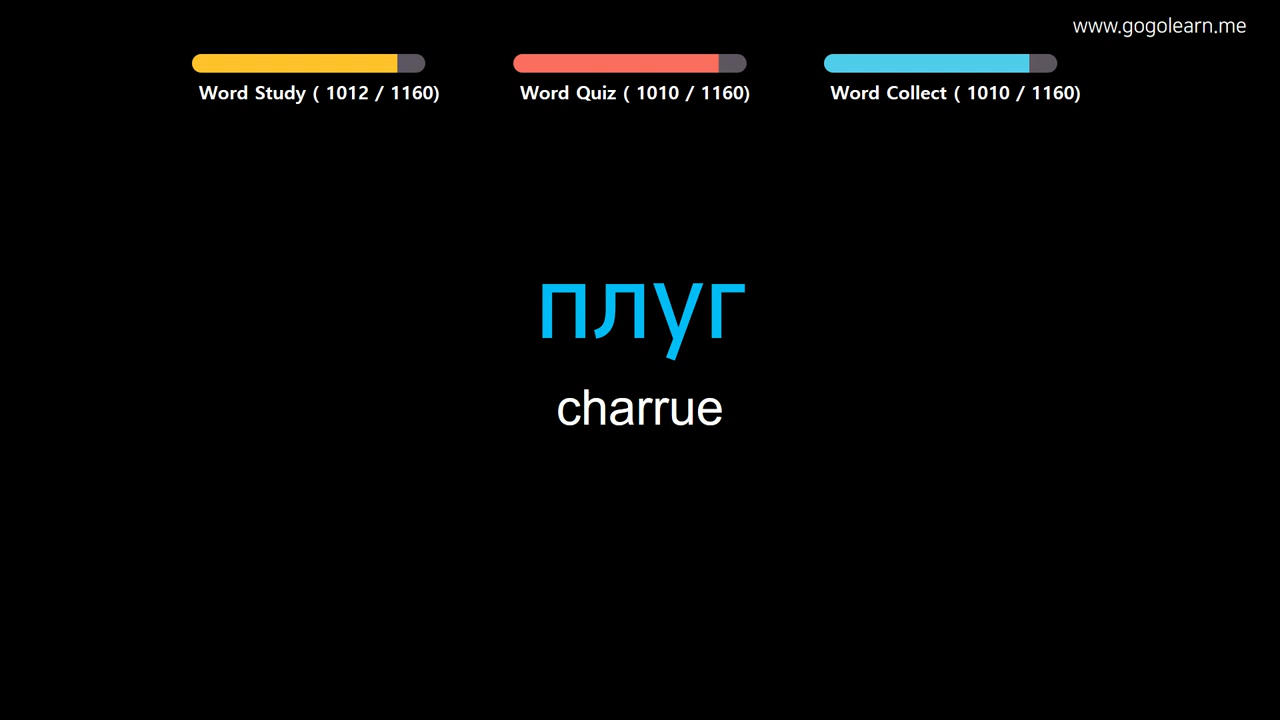 www.gogolearn.me
Word Study ( 1012 / 1160)
Word Quiz ( 1010 / 1160)
Word Collect ( 1010 / 1160)
плуг
charrue